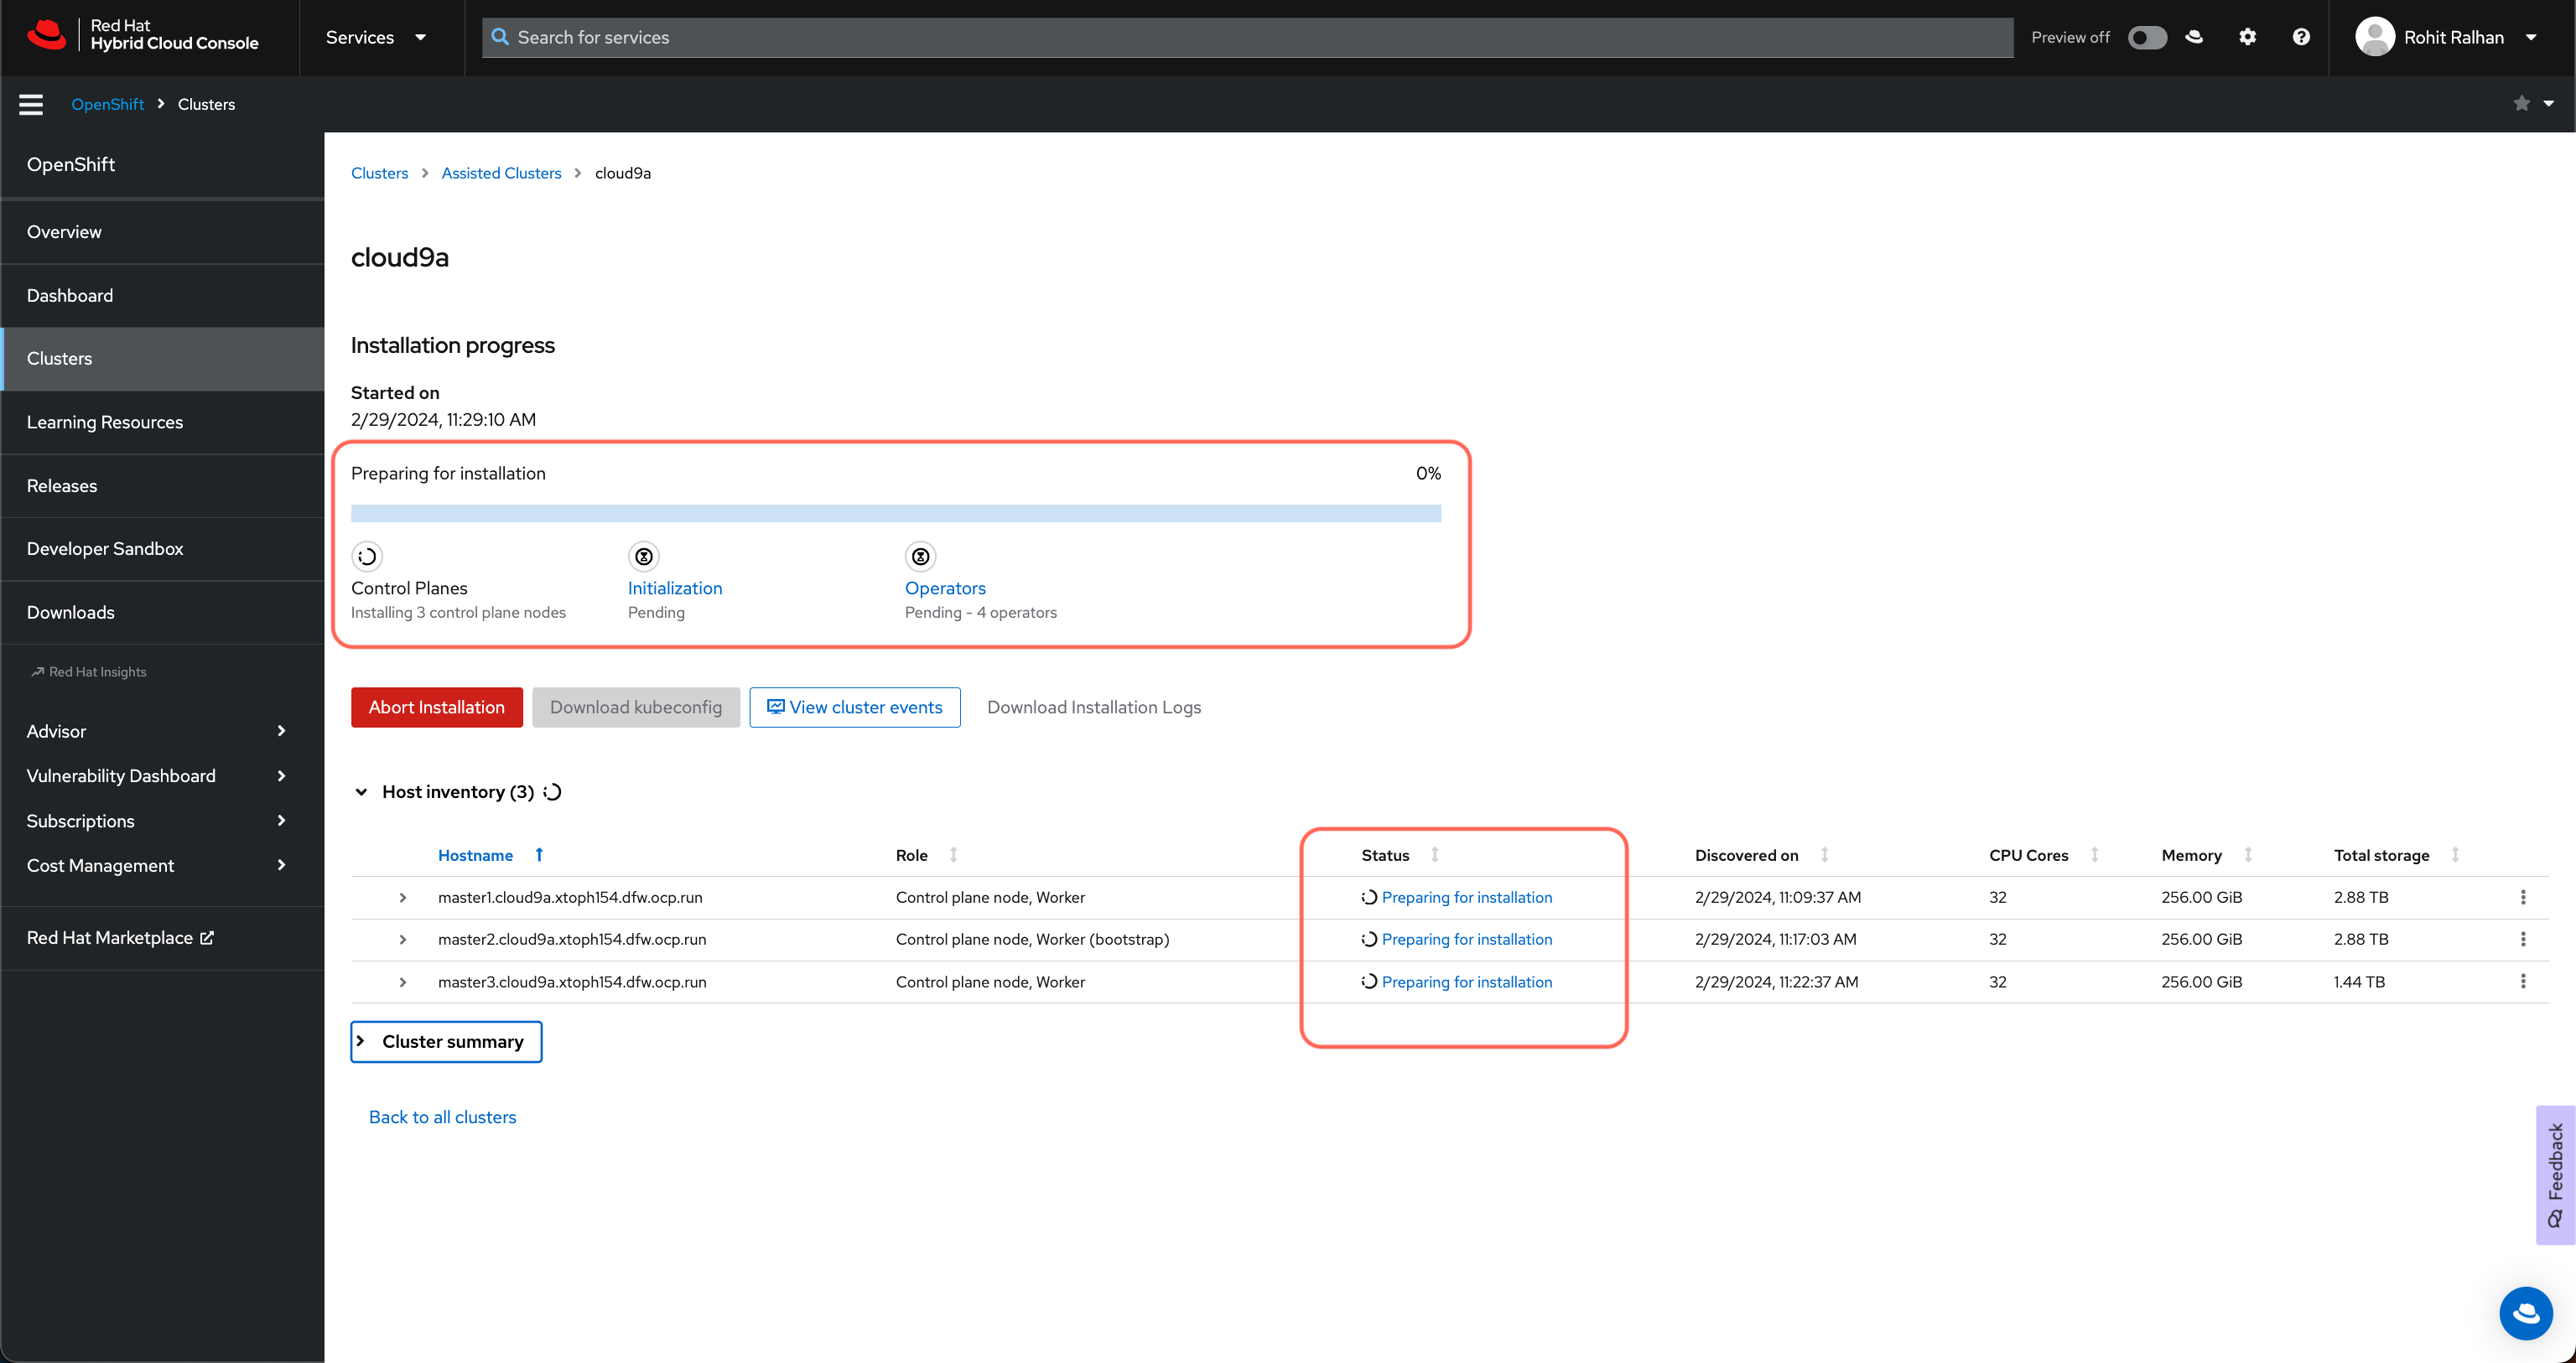 Red Hat
Hybrid Cloud Console
Services
Search for services
Preview off
Rohit Ralhan
OpenShift > Clusters
OpenShift
Overview
Dashboard
Clusters
Learning Resources
Releases
Developer Sandbox
Downloads
Red Hat Insights
Advisor
Vulnerability Dashboard
Subscriptions
Cost Management
Red Hat Marketplace
Clusters > Assisted Clusters > cloud9a
cloud9a
Installation progress
Started on
2/29/2024, 11:29:10 AM
Preparing for installation 0%
Control Planes Initialization Operators
Installing 3 control plane nodes Pending Pending - 4 operators
Abort Installation Download kubeconfig View cluster events Download Installation Logs
Host inventory (3)
Hostname Role Status Discovered on CPU Cores Memory Total storage
master1.cloud9a.xtoph154.dfw.ocp.run Control plane node, Worker Preparing for installation 2/29/2024, 11:09:37 AM 32 256.00 GiB 2.88 TB
master2.cloud9a.xtoph154.dfw.ocp.run Control plane node, Worker (bootstrap) Preparing for installation 2/29/2024, 11:17:03 AM 32 256.00 GiB 2.88 TB
master3.cloud9a.xtoph154.dfw.ocp.run Control plane node, Worker Preparing for installation 2/29/2024, 11:22:37 AM 32 256.00 GiB 1.44 TB
Cluster summary
Back to all clusters
Feedback